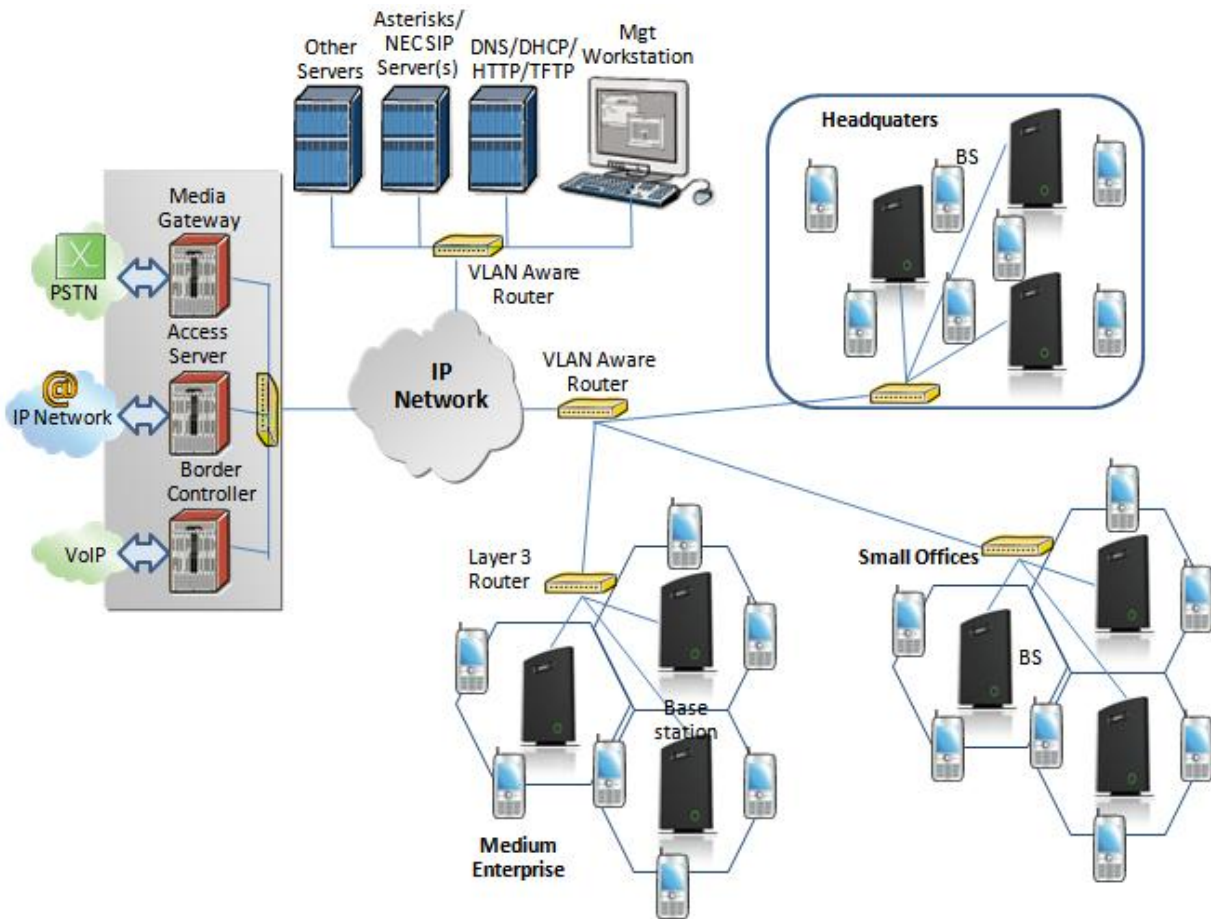 Other
Servers
Asterisks/
NEC SIP
Server(s)
DNS/DHCP/
HTTP/TFTP
Mgt
Workstation
VLAN Aware
Router
Media
Gateway
PSTN
Access
Server
IP Network
Border
Controller
VoIP
IP
Network
VLAN Aware
Router
Headquaters
BS
Layer 3
Router
Base
station
Medium
Enterprise
Small Offices
BS